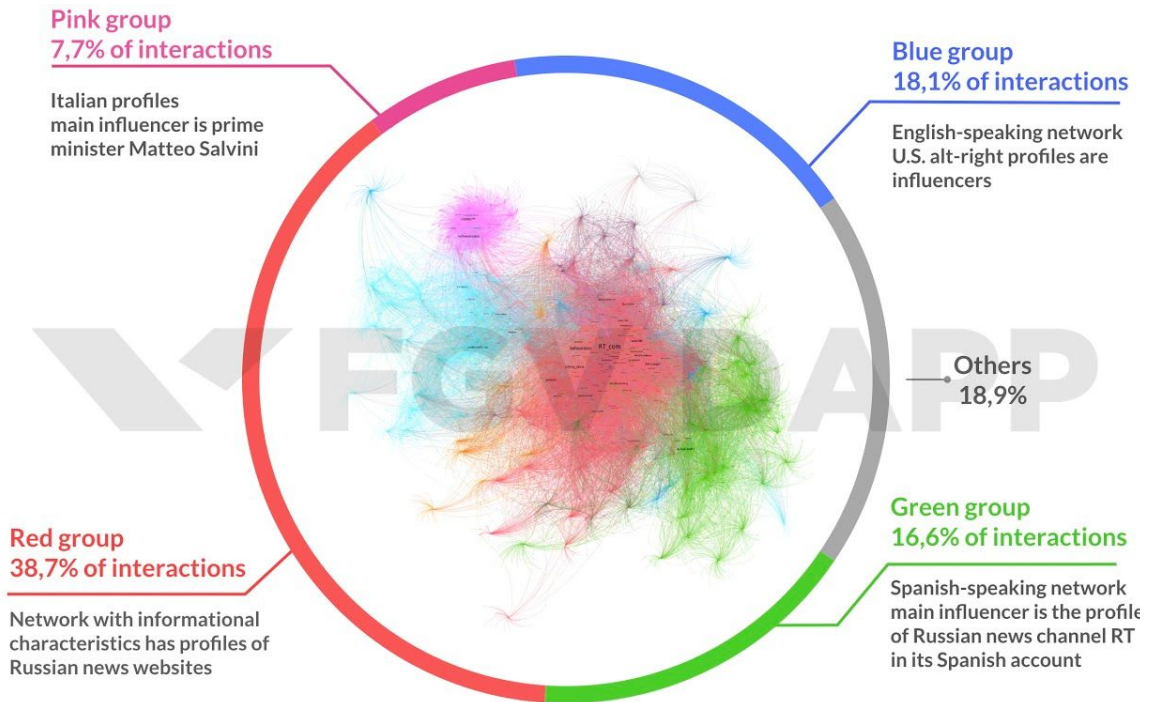 Pink group
7,7% of interactions
Italian profiles
main influencer is prime
minister Matteo Salvini
Blue group
18,1% of interactions
English-speaking network
U.S. alt-right profiles are
influencers
RT_com
FGV DAPP
Others
18,9%
Red group
38,7% of interactions
Network with informational
characteristics has profiles of
Russian news websites
Green group
16,6% of interactions
Spanish-speaking network
main influencer is the profile
of Russian news channel RT
in its Spanish account